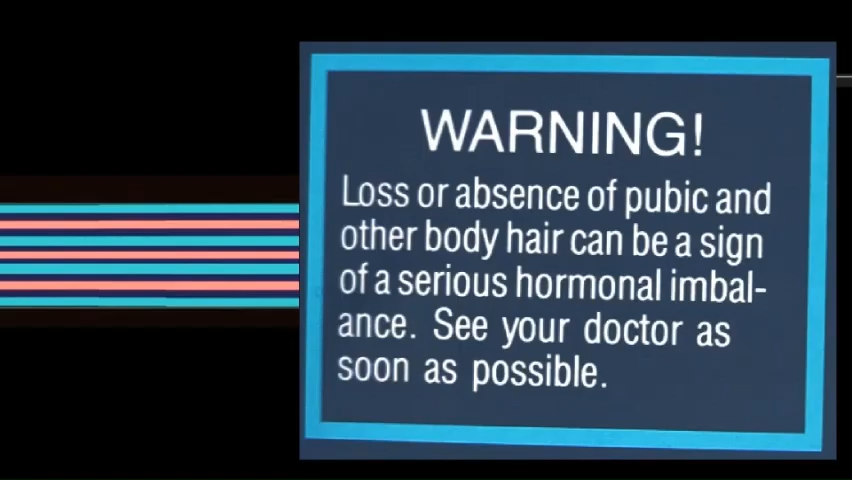 WARNING!
Loss or absence of pubic and
other body hair can be a sign
of a serious hormonal imbal-
ance. See your doctor as
soon as possible.